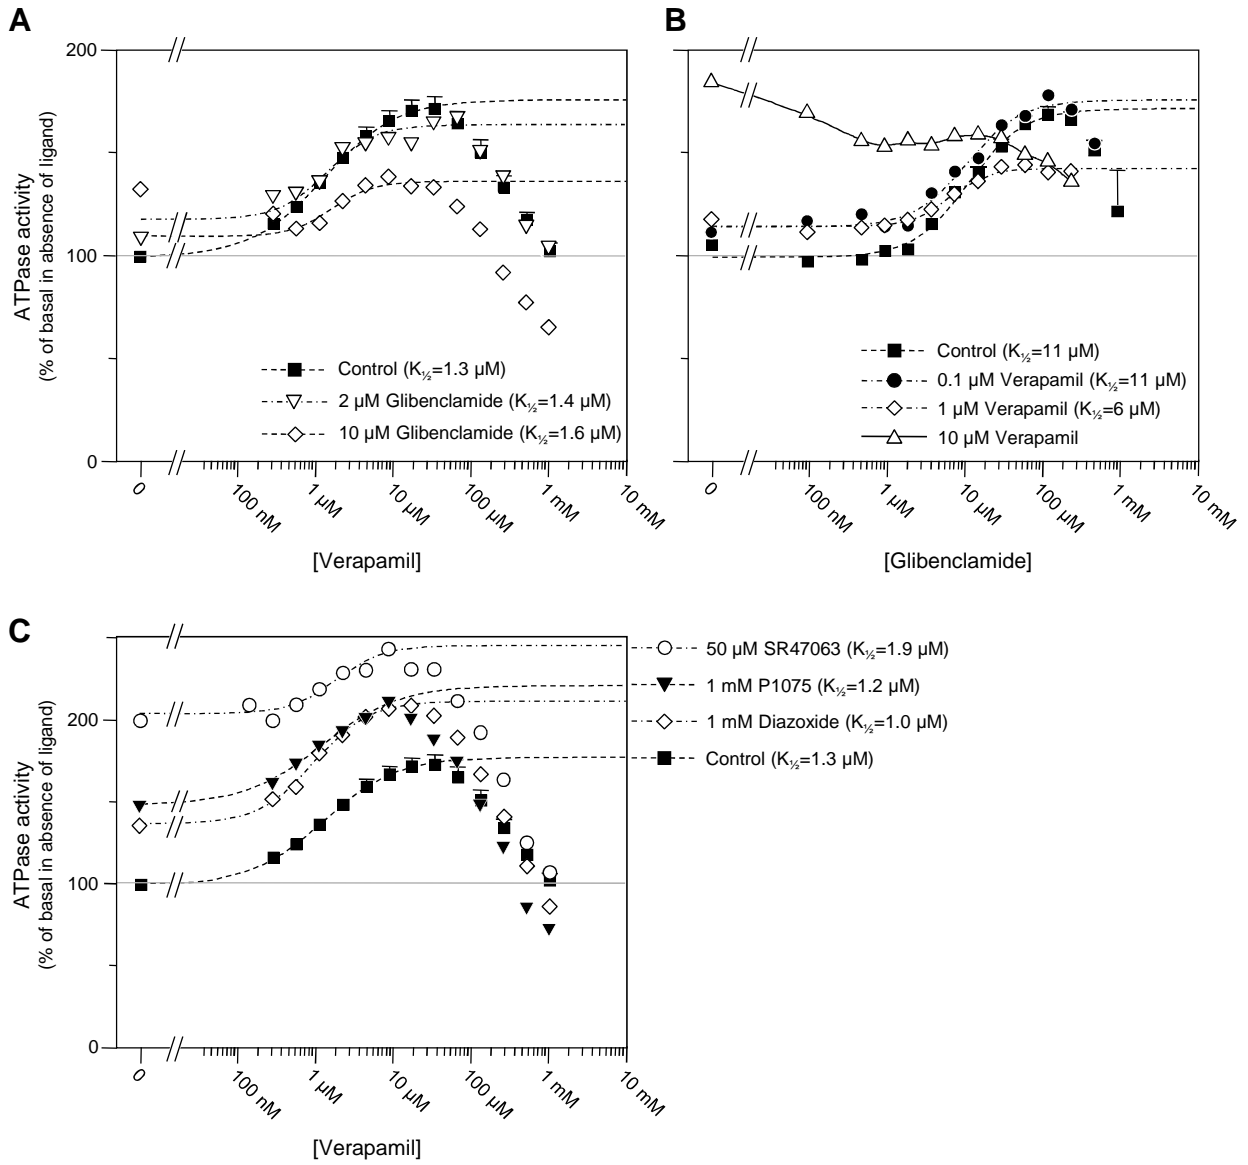 A
B
200
100
0
ATPase activity
(% of basal in absence of ligand)
Control (K½=1.3 µM)
2 µM Glibenclamide (K½=1.4 µM)
10 µM Glibenclamide (K½=1.6 µM)
0
100 nM
1 µM
10 µM
100 µM
1 mM
10 mM
[Verapamil]
Control (K½=11 µM)
0.1 µM Verapamil (K½=11 µM)
1 µM Verapamil (K½=6 µM)
10 µM Verapamil
0
100 nM
1 µM
10 µM
100 µM
1 mM
10 mM
[Glibenclamide]
C
200
100
0
ATPase activity
(% of basal in absence of ligand)
50 µM SR47063 (K½=1.9 µM)
1 mM P1075 (K½=1.2 µM)
1 mM Diazoxide (K½=1.0 µM)
Control (K½=1.3 µM)
0
100 nM
1 µM
10 µM
100 µM
1 mM
10 mM
[Verapamil]